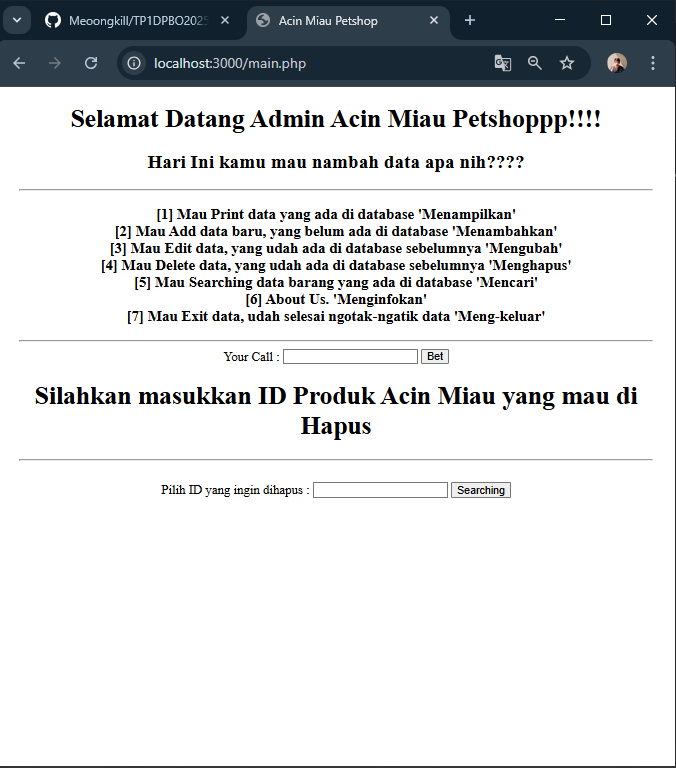 Meoongkill/TP1DPBO2025
Acin Miau Petshop
localhost:3000/main.php
Selamat Datang Admin Acin Miau Petshoppp!!!!
Hari Ini kamu mau nambah data apa nih????
[1] Mau Print data yang ada di database 'Menampilkan'
[2] Mau Add data baru, yang belum ada di database 'Menambahkan'
[3] Mau Edit data, yang udah ada di database sebelumnya 'Mengubah'
[4] Mau Delete data, yang udah ada di database sebelumnya 'Menghapus'
[5] Mau Searching data barang yang ada di database 'Mencari'
[6] About Us. 'Menginfokan'
[7] Mau Exit data, udah selesai ngotak-ngatik data 'Meng-keluar'
Your Call : Bet
Silahkan masukkan ID Produk Acin Miau yang mau di
Hapus
Pilih ID yang ingin dihapus : Searching